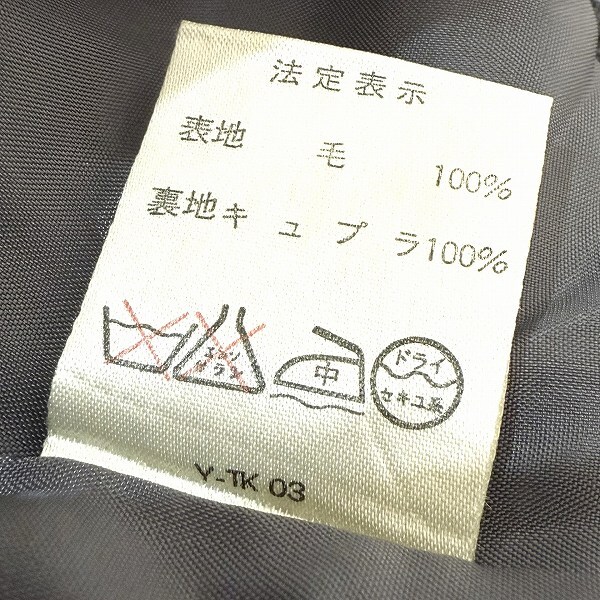 法定表示
表地 毛 100%
裏地キュプラ100%
エンソ
サラシ
中
ドライ
セキユ系
Y-TK 03